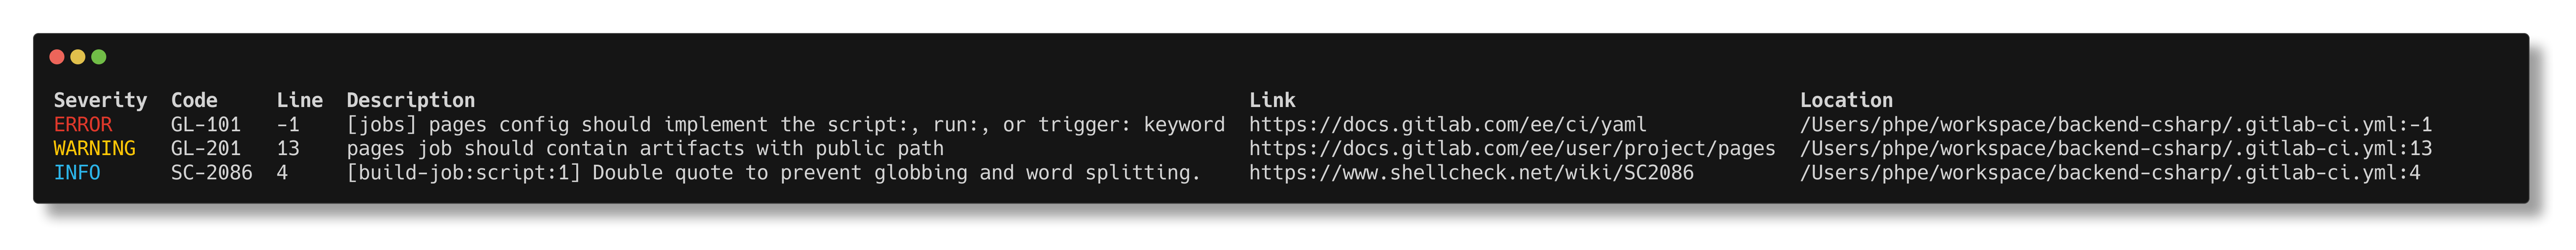 Severity Code Line Description Link Location
ERROR GL-101 -1 [jobs] pages config should implement the script:, run:, or trigger: keyword https://docs.gitlab.com/ee/ci/yaml /Users/phpe/workspace/backend-csharp/.gitlab-ci.yml:-1
WARNING GL-201 13 pages job should contain artifacts with public path https://docs.gitlab.com/ee/user/project/pages /Users/phpe/workspace/backend-csharp/.gitlab-ci.yml:13
INFO SC-2086 4 [build-job:script:1] Double quote to prevent globbing and word splitting. https://www.shellcheck.net/wiki/SC2086 /Users/phpe/workspace/backend-csharp/.gitlab-ci.yml:4